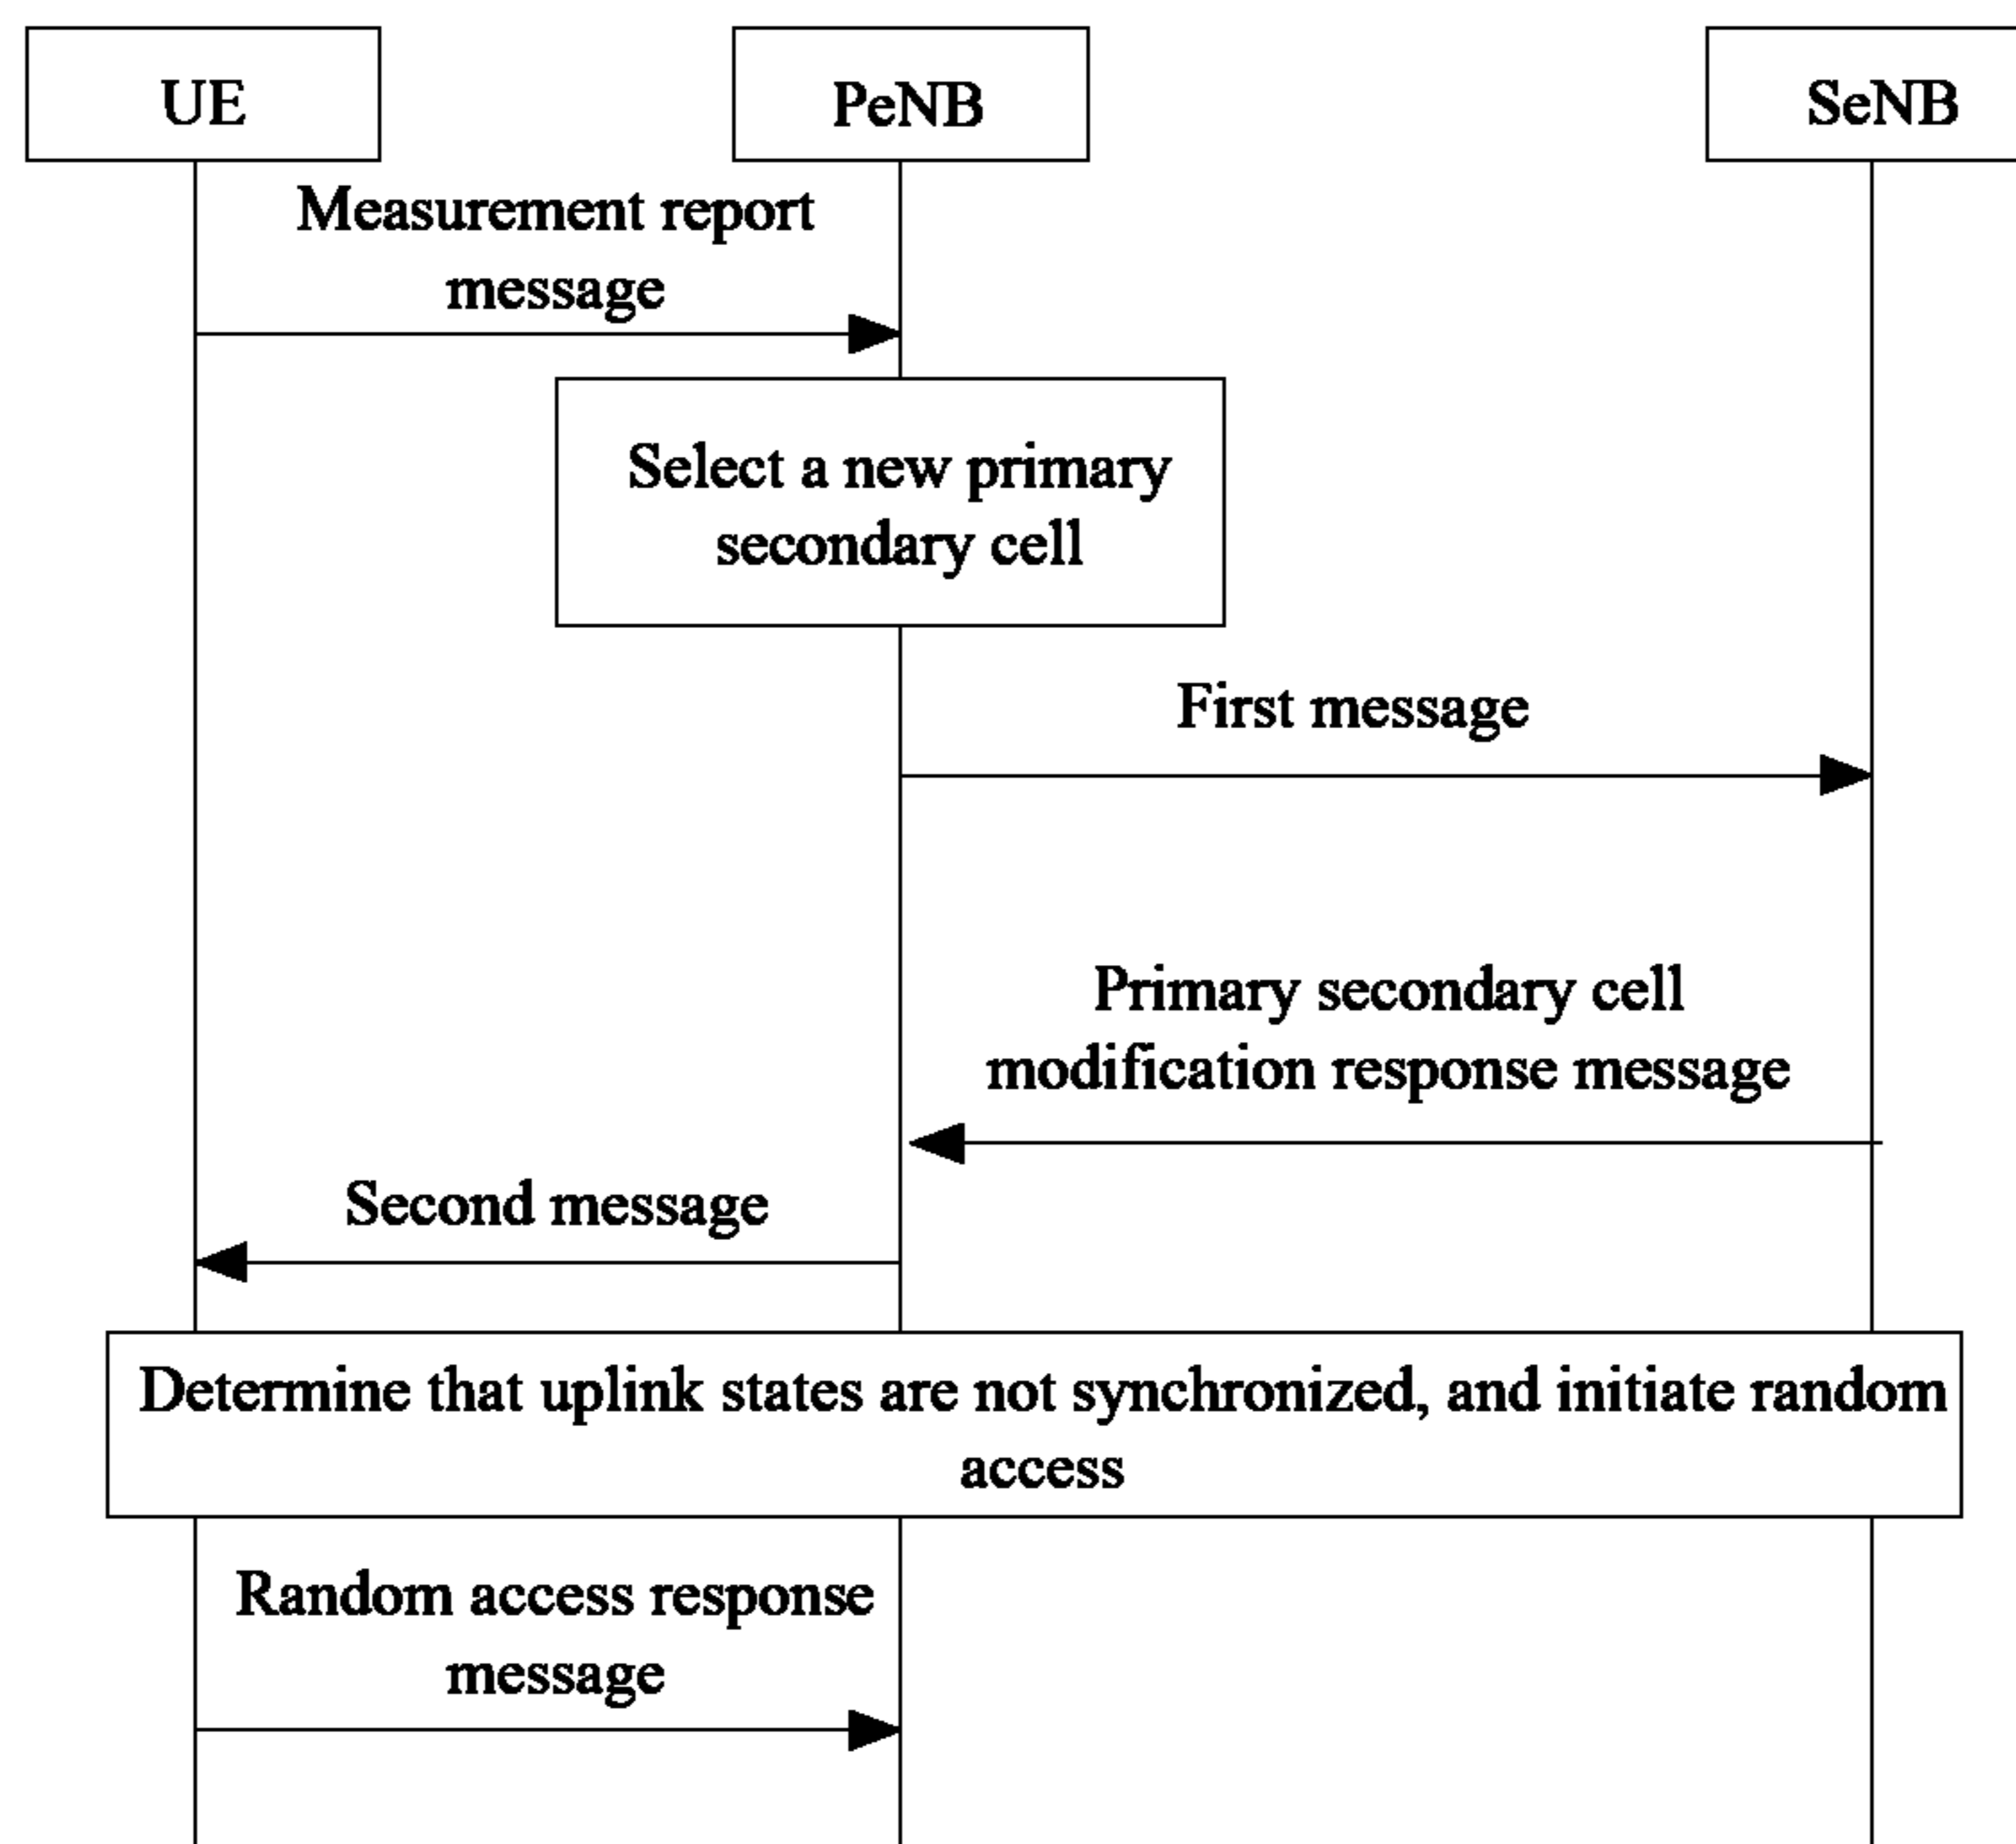 UE
PeNB
SeNB
Measurement report
message
Select a new primary
secondary cell
First message
Primary secondary cell
modification response message
Second message
Determine that uplink states are not synchronized, and initiate random
access
Random access response
message